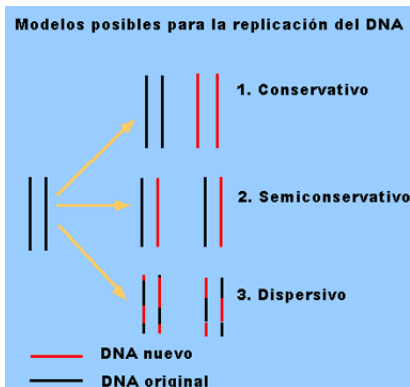 Modelos posibles para la replicación del DNA
1. Conservativo
2. Semiconservativo
3. Dispersivo
DNA nuevo
DNA original